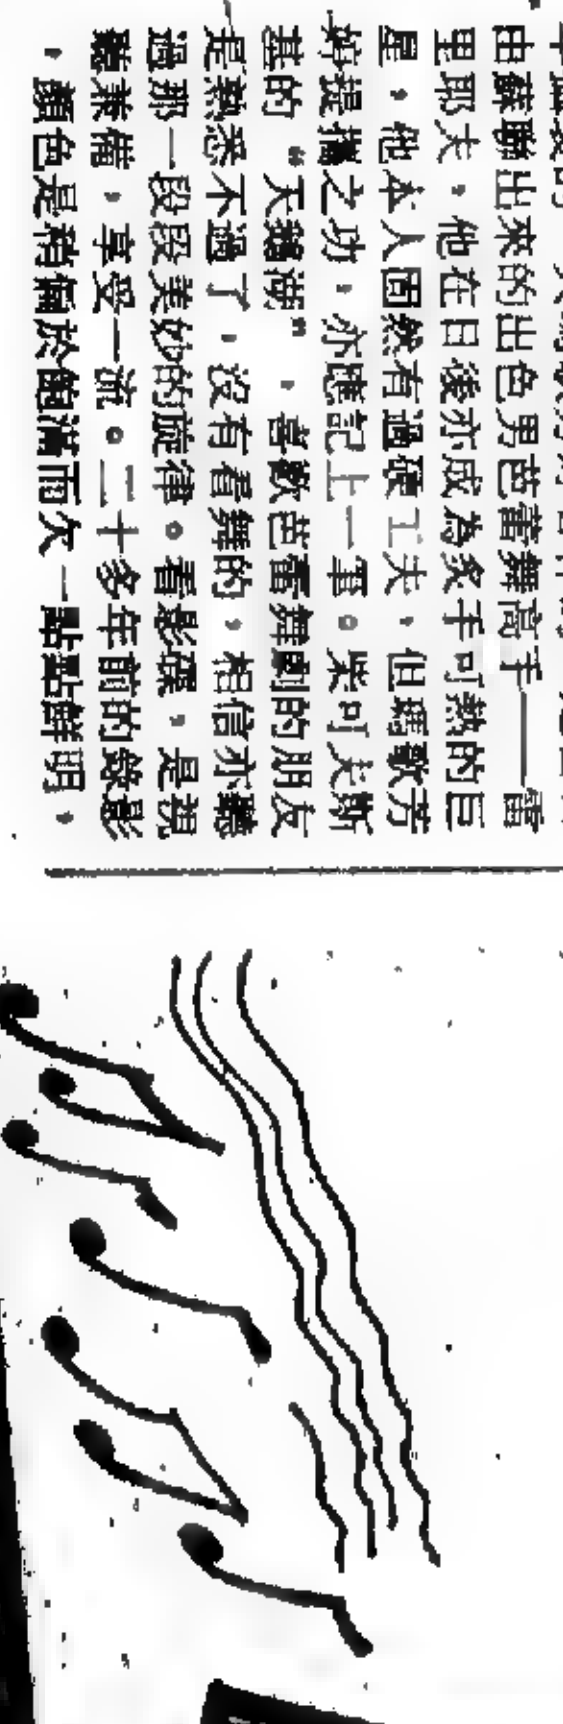 由蘇聯出來的出色男芭蕾舞高手——雷
里耶夫，他在日後亦成為炙手可熱的巨
星，他本人固然有過硬工夫，但瑪歌芳
婷提攜之功，亦應記上一筆。柴可夫斯
基的“天鵝湖”，喜歡芭蕾舞劇的朋友
是熟悉不過了，沒有看舞的，相信亦聽
過那一段段美妙的旋律。看影碟，是視
聽兼備，享受一流。二十多年前的錄影
，顏色是稍偏於飽滿而欠一點點鮮明，